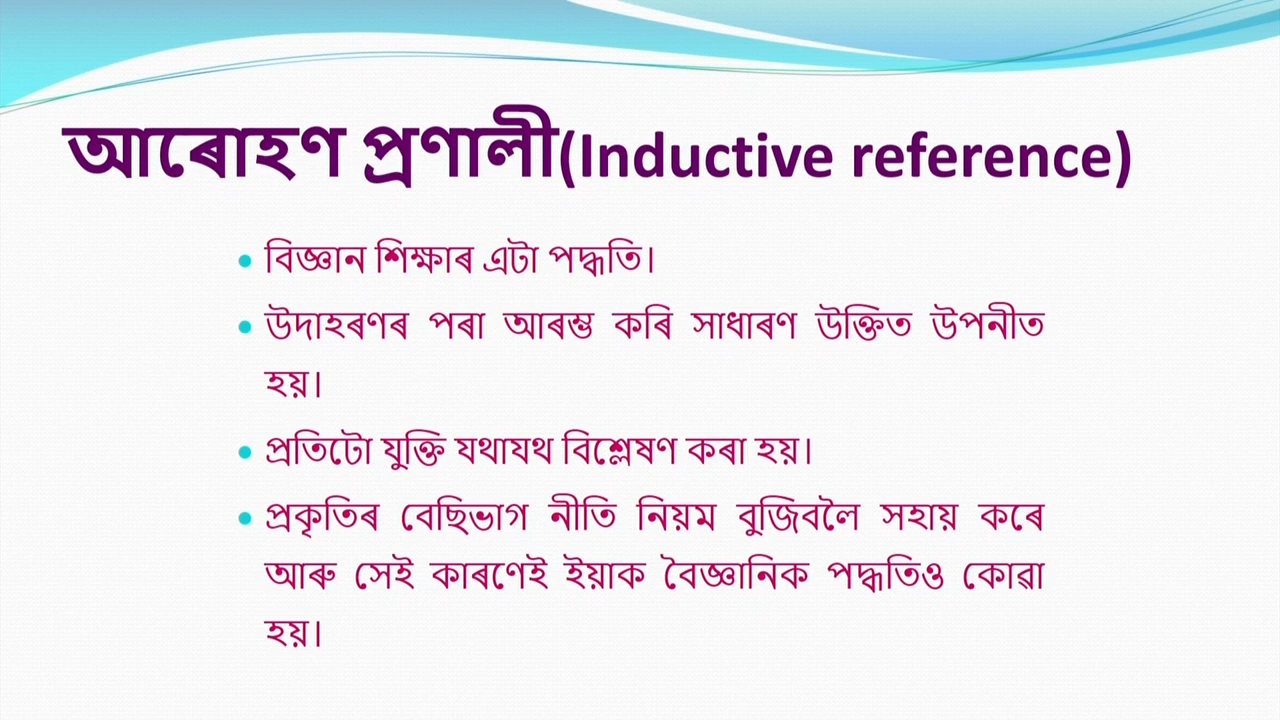 আৰোহণ প্ৰণালী(Inductive reference)
• বিজ্ঞান শিক্ষাৰ এটা পদ্ধতি।
• উদাহৰণৰ পৰা আৰম্ভ কৰি সাধাৰণ উক্তিত উপনীত
হয়।
• প্ৰতিটো যুক্তি যথাযথ বিশ্লেষণ কৰা হয়।
• প্ৰকৃতিৰ বেছিভাগ নীতি নিয়ম বুজিবলৈ সহায় কৰে
আৰু সেই কাৰণেই ইয়াক বৈজ্ঞানিক পদ্ধতিও কোৱা
হয়।